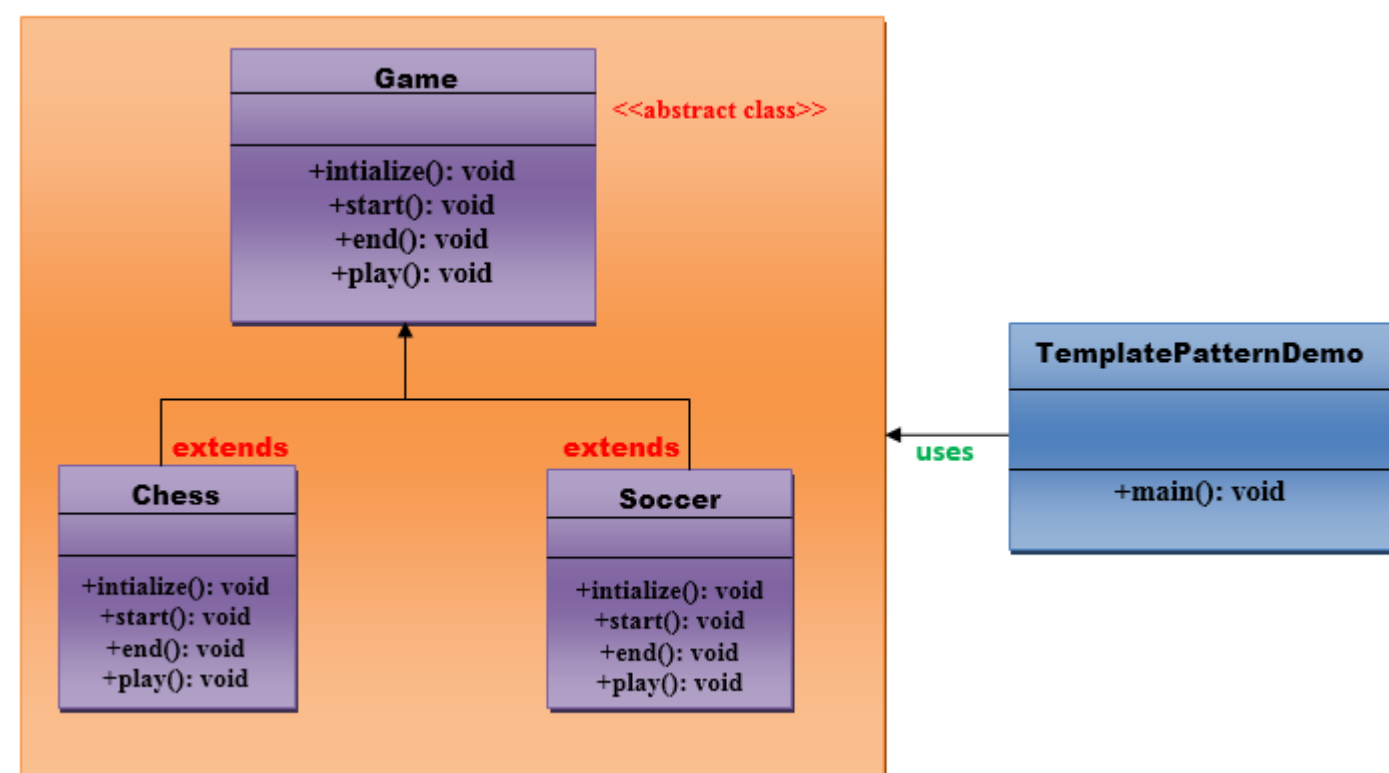 Game
<<abstract class>>
+intialize(): void
+start(): void
+end(): void
+play(): void
extends
extends
Chess
+intialize(): void
+start(): void
+end(): void
+play(): void
Soccer
+intialize(): void
+start(): void
+end(): void
+play(): void
uses
TemplatePatternDemo
+main(): void